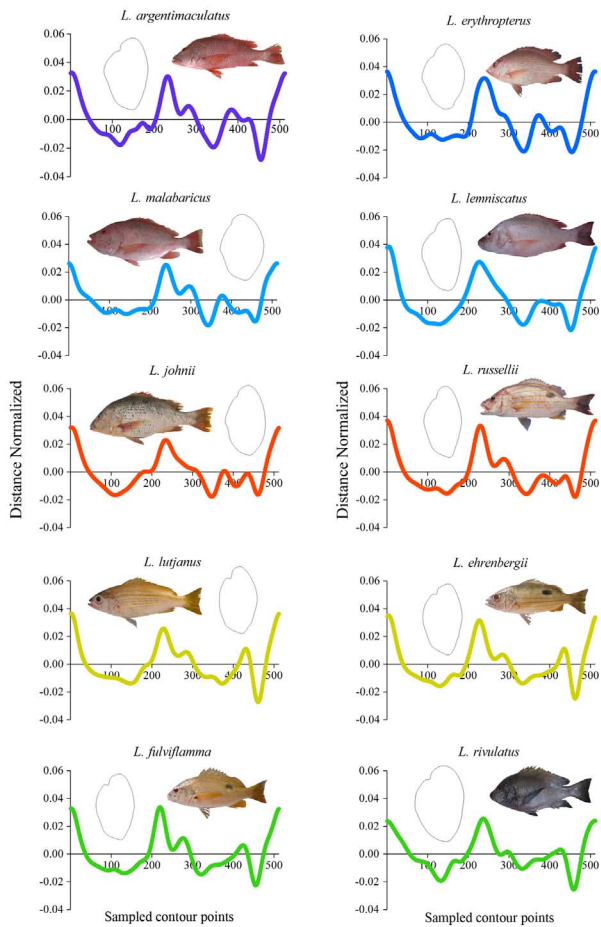 L. argentimaculatus
0.06
0.04
0.02
0.00
-0.02
-0.04
100 200 300 400 500
L. erythropterus
0.06
0.04
0.02
0.00
-0.02
-0.04
100 200 300 400 500
L. malabaricus
0.06
0.04
0.02
0.00
-0.02
-0.04
100 200 300 400 500
L. lemniscatus
0.06
0.04
0.02
0.00
-0.02
-0.04
100 200 300 400 500
Distance Normalized
L. johnii
0.06
0.04
0.02
0.00
-0.02
-0.04
100 200 300 400 500
Distance Normalized
L. russellii
0.06
0.04
0.02
0.00
-0.02
-0.04
100 200 300 400 500
L. lutjanus
0.06
0.04
0.02
0.00
-0.02
-0.04
100 200 300 400 500
L. ehrenbergii
0.06
0.04
0.02
0.00
-0.02
-0.04
100 200 300 400 500
L. fulviflamma
0.06
0.04
0.02
0.00
-0.02
-0.04
100 200 300 400 500
Sampled contour points
L. rivulatus
0.06
0.04
0.02
0.00
-0.02
-0.04
100 200 300 400 500
Sampled contour points